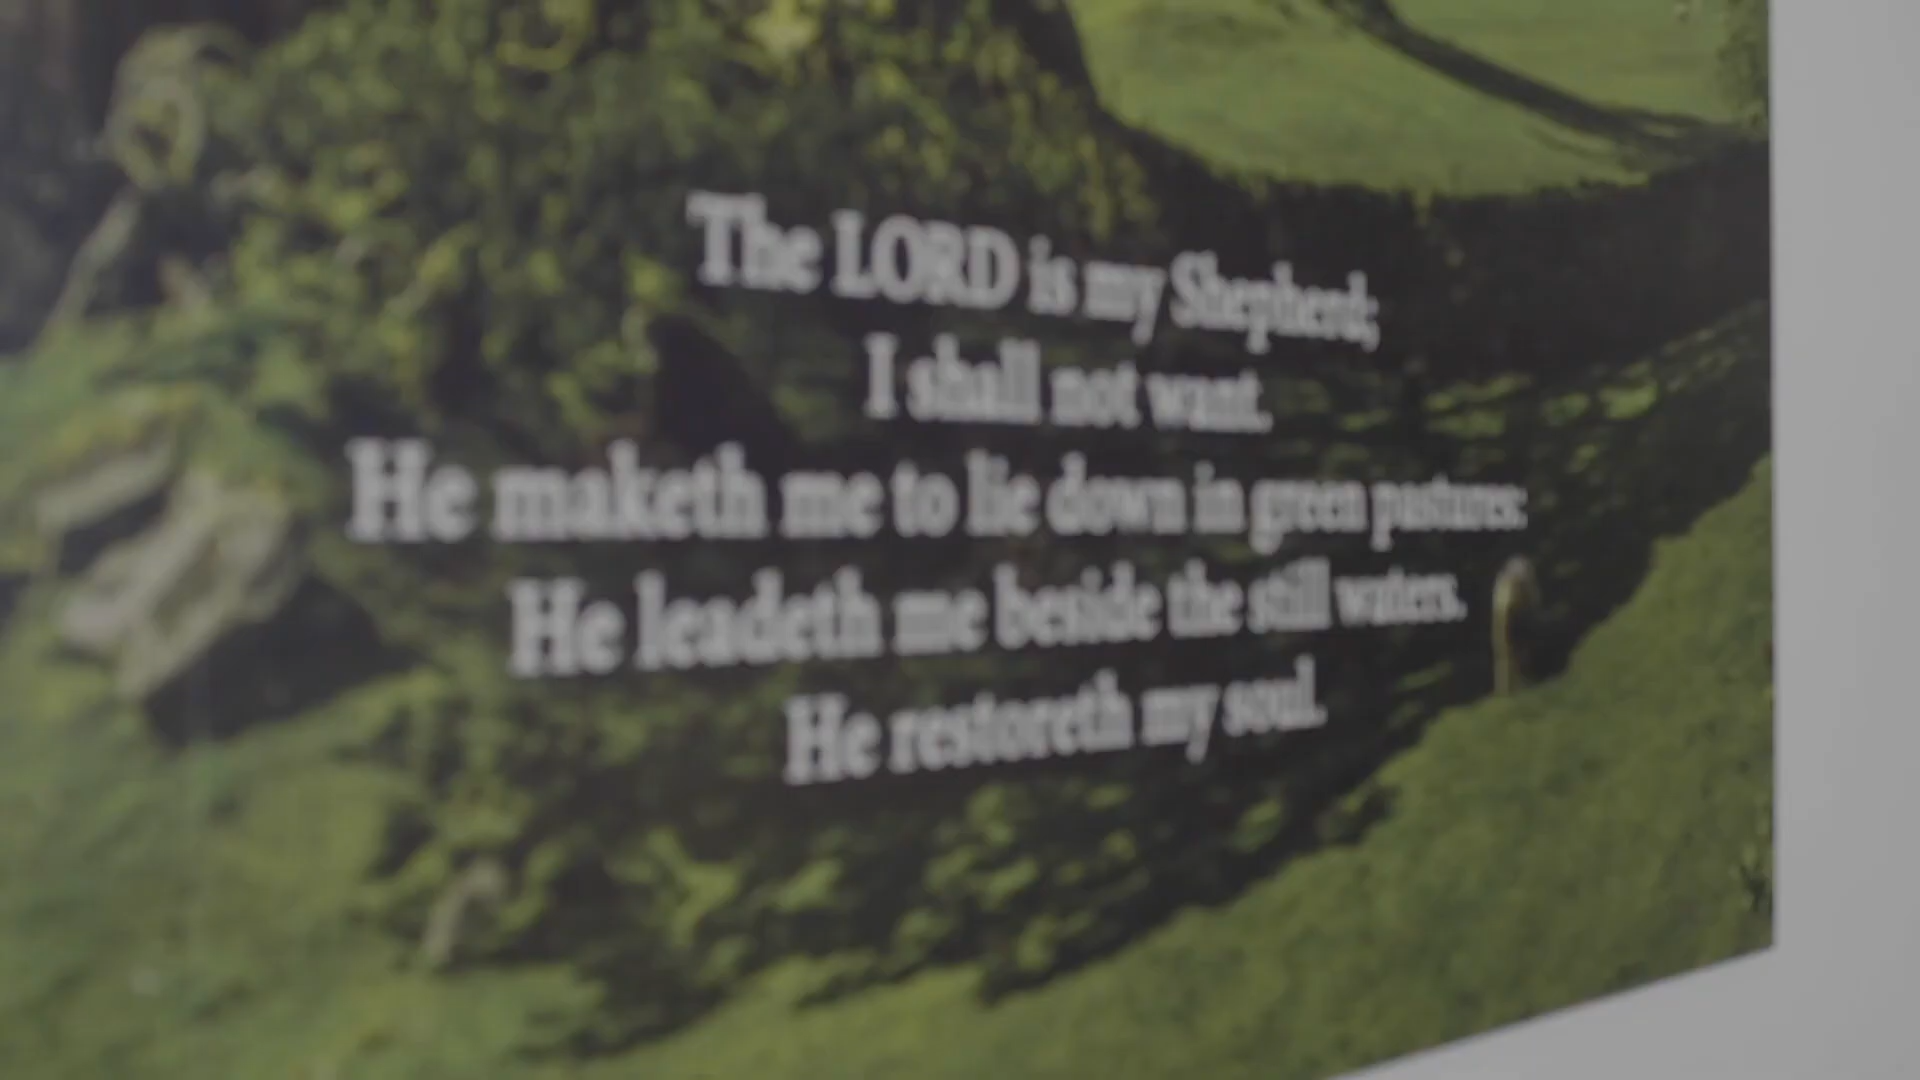 The LORD is my Shepherd;
I shall not want.
He maketh me to lie down in green pastures:
He leadeth me beside the still waters.
He restoreth my soul.